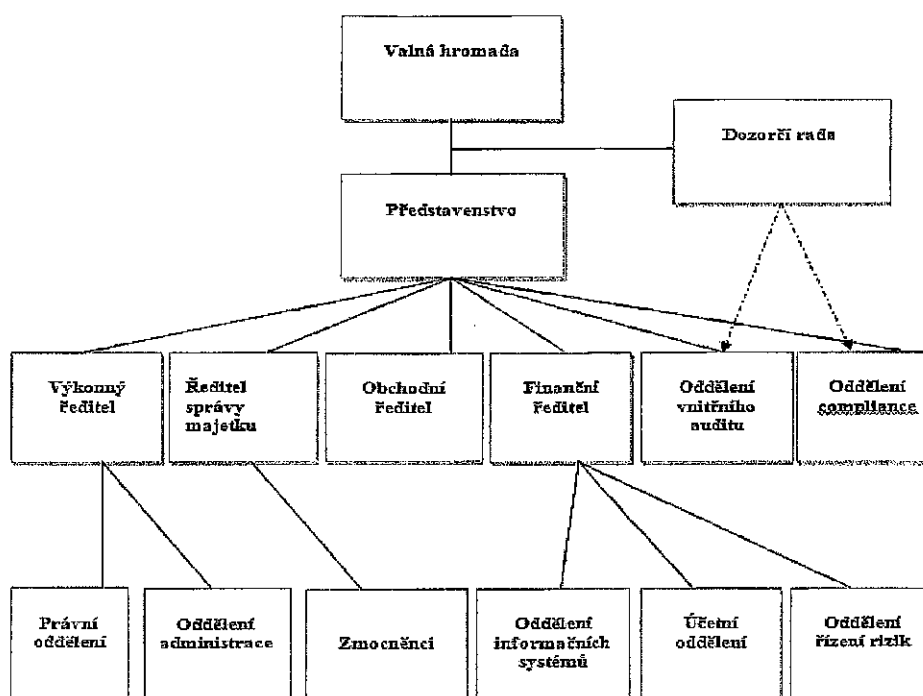 Valná hromada
Dozorčí rada
Představenstvo
Výkonný
ředitel
Ředitel
správy
majetku
Obchodní
ředitel
Finanční
ředitel
Oddělení
vnitřního
auditu
Oddělení
compliance
Právní
oddělení
Oddělení
administrace
Zmocněnci
Oddělení
informačních
systémů
Účetní
oddělení
Oddělení
řízení rizik